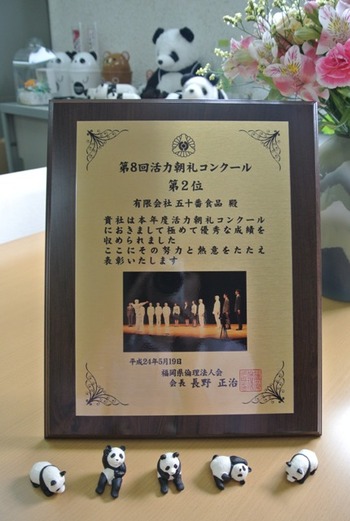 第8回活力朝礼コンクール
第2位
有限会社 五十番食品 殿
貴社は本年度活力朝礼コンクール
におきまして極めて優秀な成績を
収められました
ここにその努力と熱意をたたえ
表彰いたします
平成24年5月19日
福岡県倫理法人会
会長 長野 正治